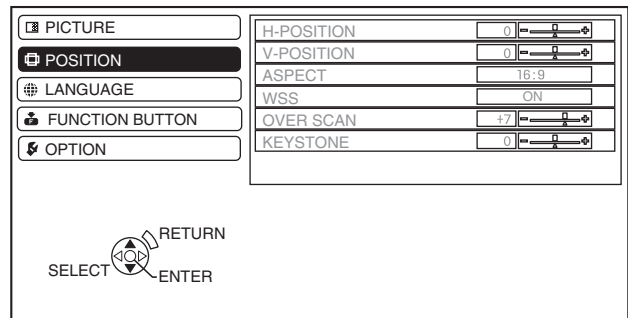 PICTURE
POSITION
LANGUAGE
FUNCTION BUTTON
OPTION
H-POSITION 0
V-POSITION 0
ASPECT 16:9
WSS ON
OVER SCAN +7
KEYSTONE 0
RETURN
SELECT
ENTER